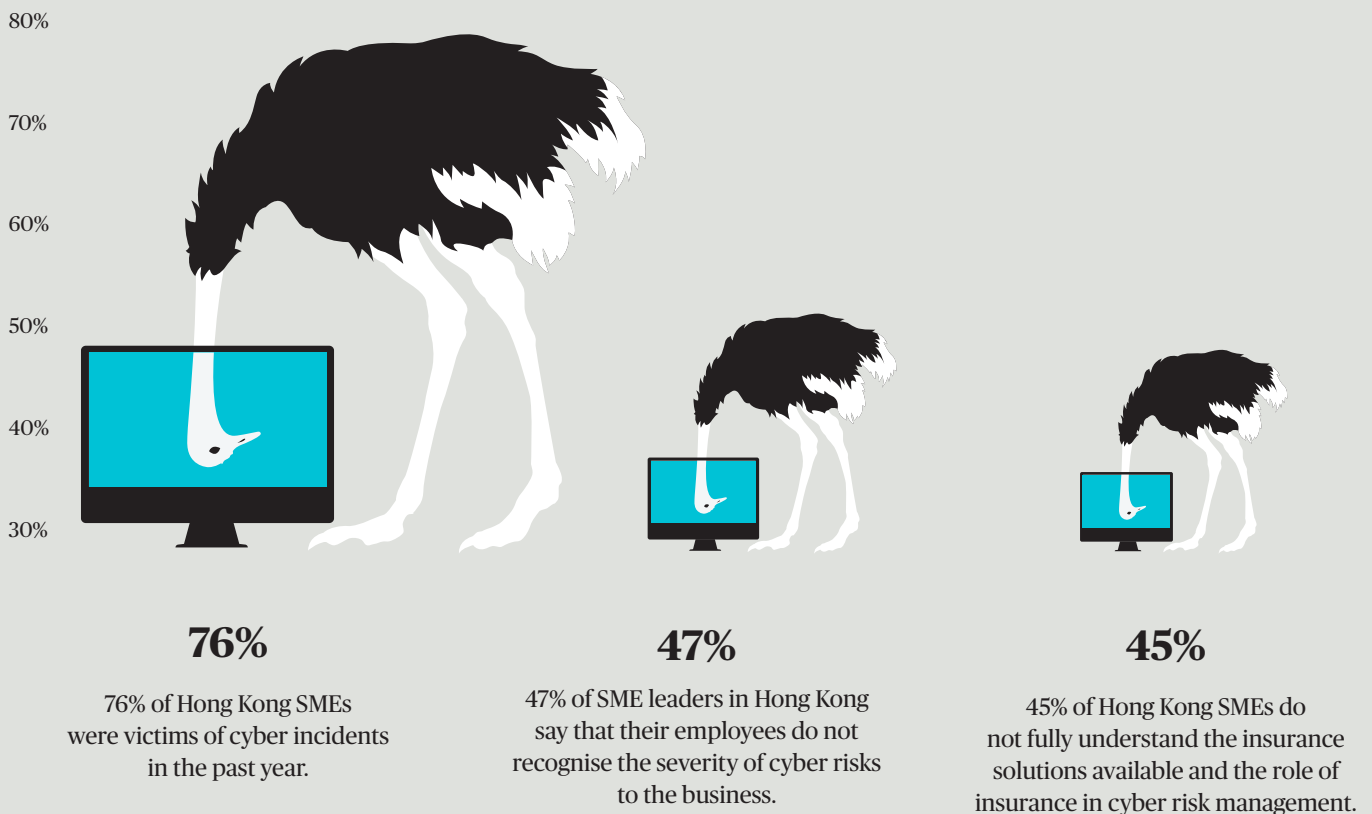 80%
70%
60%
50%
40%
30%
76%
76% of Hong Kong SMEs
were victims of cyber incidents
in the past year.
47%
47% of SME leaders in Hong Kong
say that their employees do not
recognise the severity of cyber risks
to the business.
45%
45% of Hong Kong SMEs do
not fully understand the insurance
solutions available and the role of
insurance in cyber risk management.